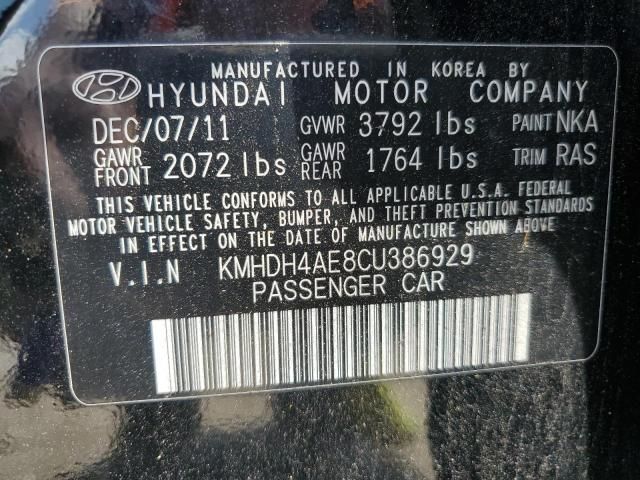 MANUFACTURED IN KOREA BY
HYUNDAI MOTOR COMPANY
DEC/07/11 GVWR 3792 lbs PAINT NKA
GAWR FRONT 2072 lbs GAWR REAR 1764 lbs TRIM RAS
THIS VEHICLE CONFORMS TO ALL APPLICABLE U.S.A. FEDERAL
MOTOR VEHICLE SAFETY, BUMPER, AND THEFT PREVENTION STANDARDS
IN EFFECT ON THE DATE OF MANUFACTURE SHOWN ABOVE.
V.I.N KMHDH4AE8CU386929
PASSENGER CAR